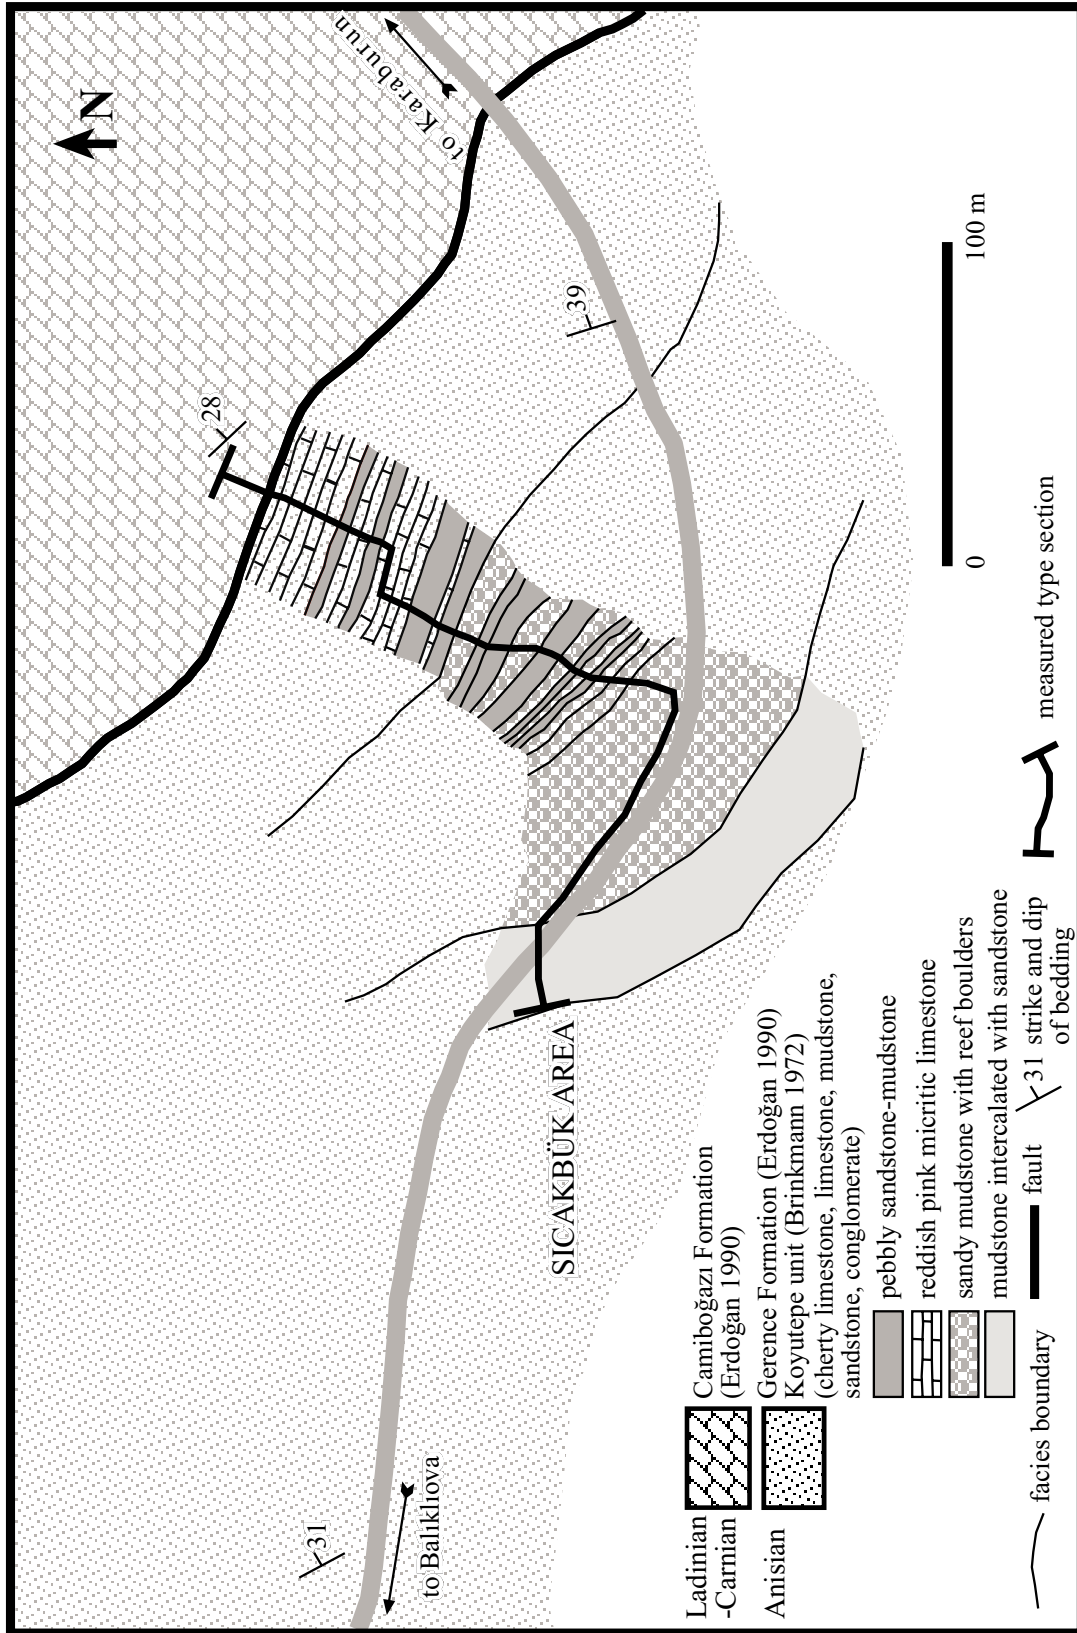 N
to Karaburun
28
39
31
to Balıklıova
SICAKBÜK AREA
0
100 m
Ladinian
-Carnian
Camiboğazı Formation
(Erdoğan 1990)
Anisian
Gerence Formation (Erdoğan 1990)
Koyutepe unit (Brinkmann 1972)
(cherty limestone, limestone, mudstone,
sandstone, conglomerate)
pebbly sandstone-mudstone
reddish pink micritic limestone
sandy mudstone with reef boulders
mudstone intercalated with sandstone
facies boundary
fault
31 strike and dip
of bedding
measured type section